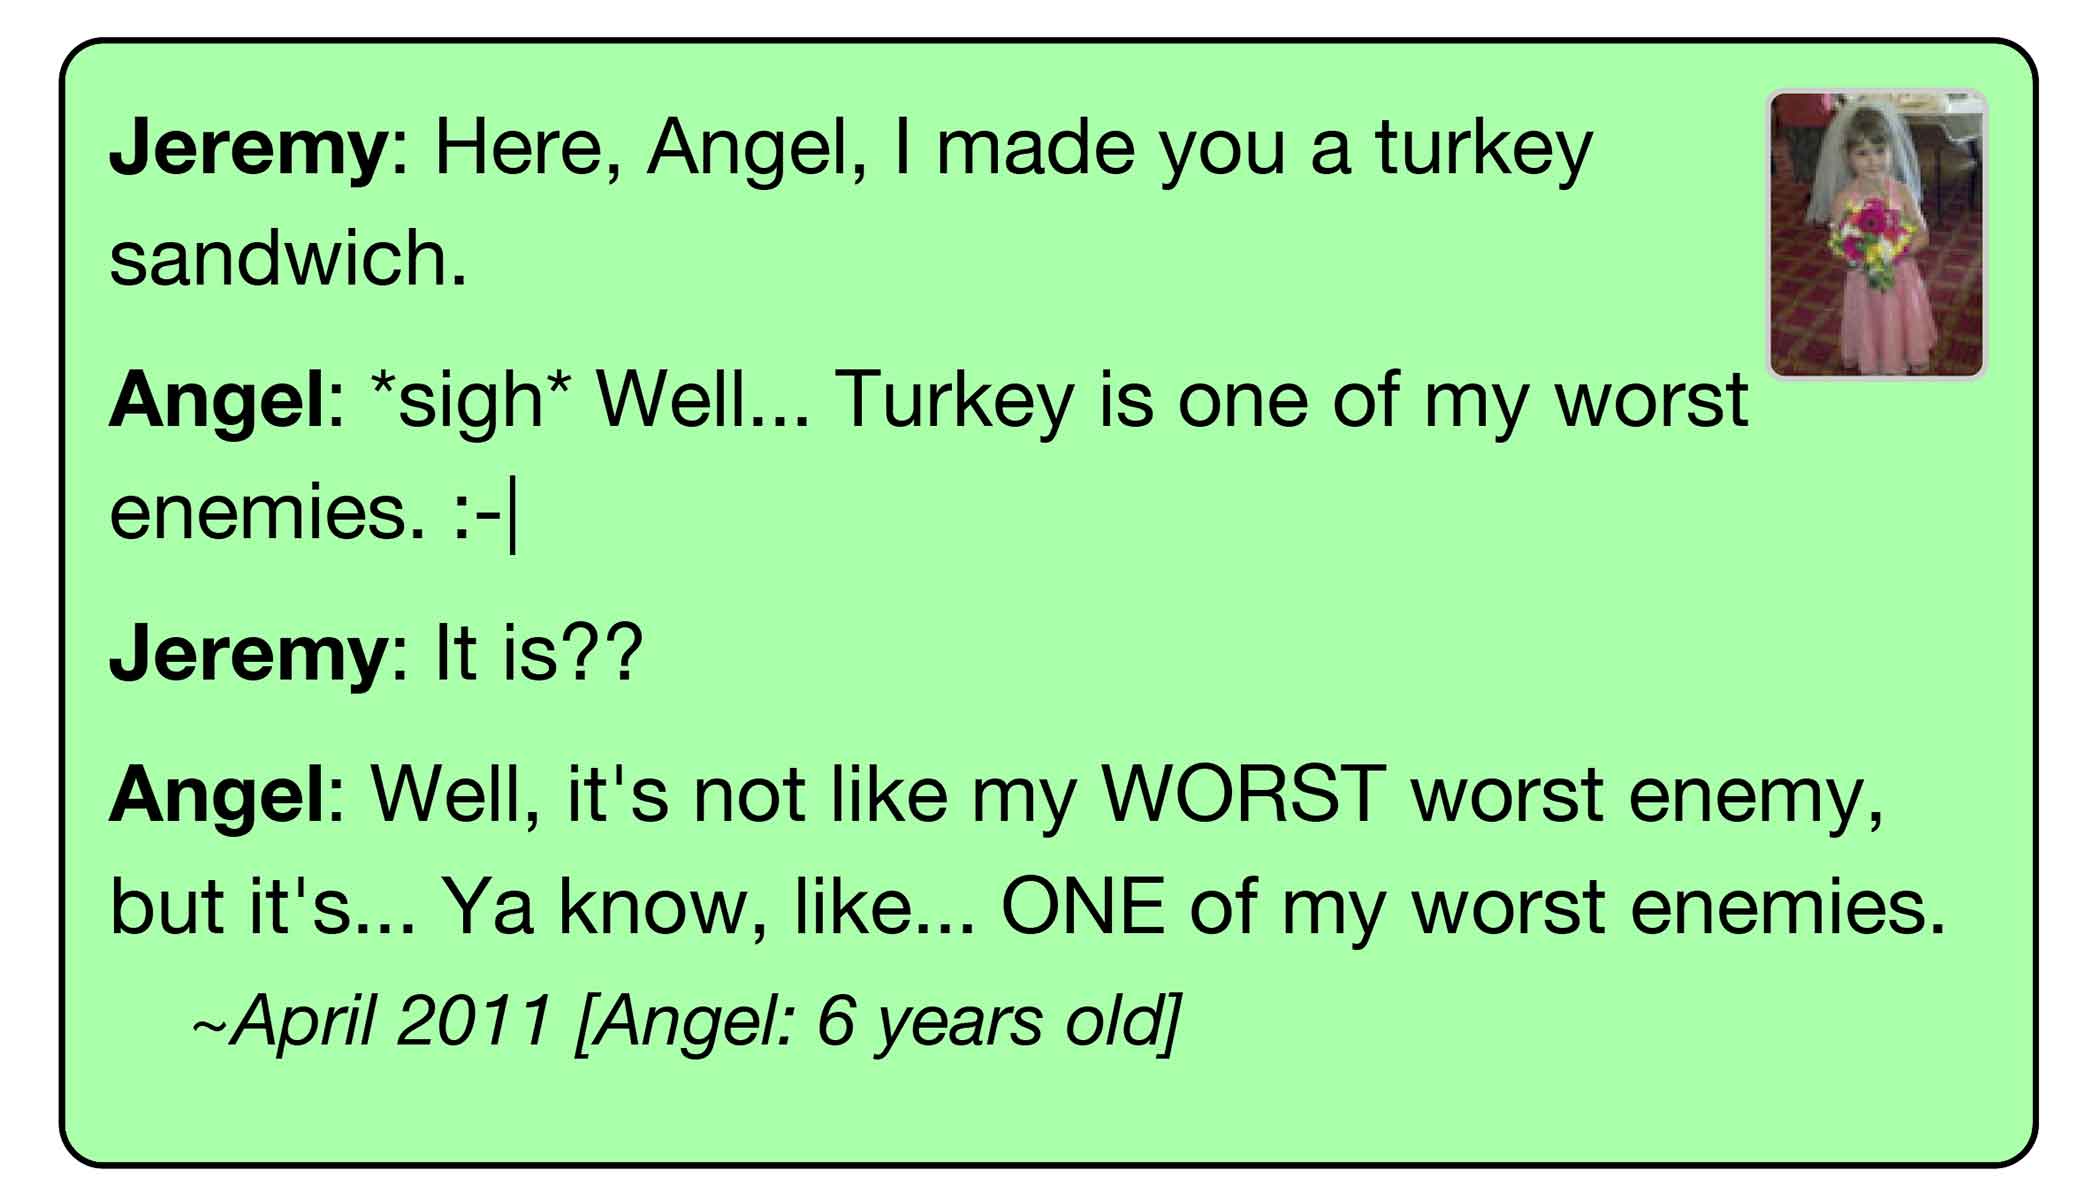 Jeremy: Here, Angel, I made you a turkey
sandwich.
Angel: *sigh* Well... Turkey is one of my worst
enemies. :-|
Jeremy: It is??
Angel: Well, it's not like my WORST worst enemy,
but it's... Ya know, like... ONE of my worst enemies.
~April 2011 [Angel: 6 years old]